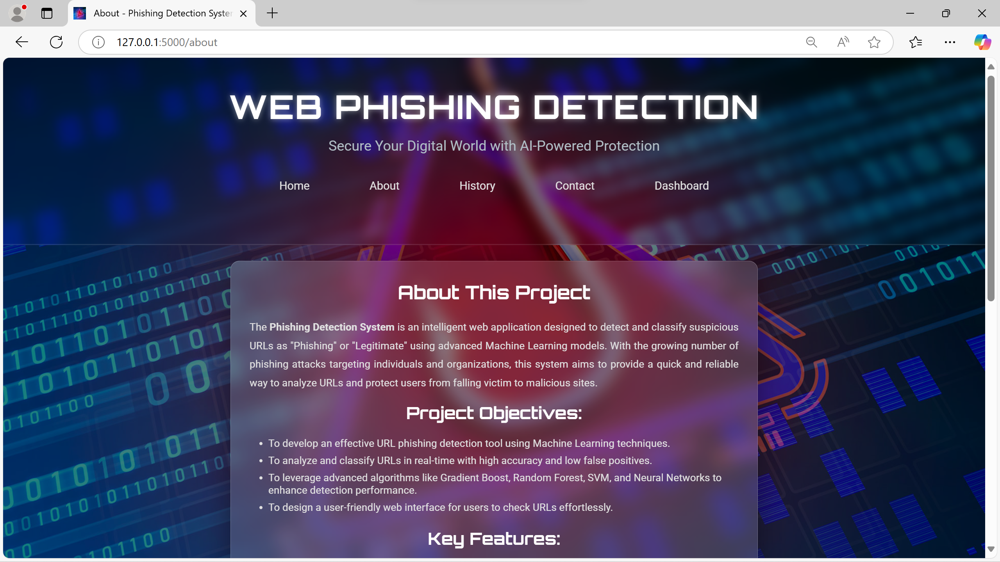 About - Phishing Detection Syster
127.0.0.1:5000/about
WEB PHISHING DETECTION
Secure Your Digital World with AI-Powered Protection
Home About History Contact Dashboard
About This Project
The Phishing Detection System is an intelligent web application designed to detect and classify suspicious
URLs as "Phishing" or "Legitimate" using advanced Machine Learning models. With the growing number of
phishing attacks targeting individuals and organizations, this system aims to provide a quick and reliable
way to analyze URLs and protect users from falling victim to malicious sites.
Project Objectives:
• To develop an effective URL phishing detection tool using Machine Learning techniques.
• To analyze and classify URLs in real-time with high accuracy and low false positives.
• To leverage advanced algorithms like Gradient Boost, Random Forest, SVM, and Neural Networks to
enhance detection performance.
• To design a user-friendly web interface for users to check URLs effortlessly.
Key Features: